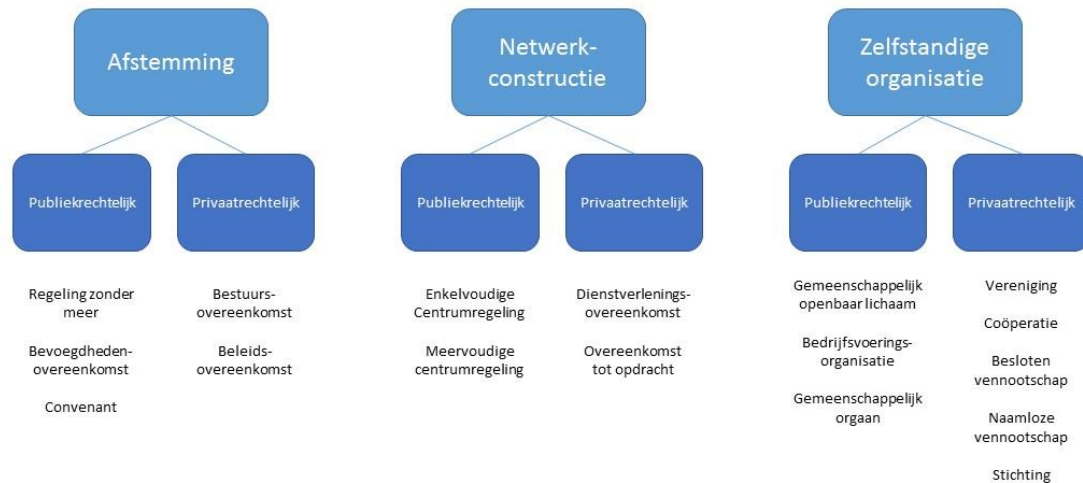 Afstemming
Publiekrechtelijk
Privaatrechtelijk
Regeling zonder
meer
Bevoegdheden-
overeenkomst
Convenant
Bestuurs-
overeenkomst
Beleids-
overeenkomst
Netwerk-
constructie
Publiekrechtelijk
Privaatrechtelijk
Enkelvoudige
Centrumregeling
Meervoudige
centrumregeling
Dienstverlenings-
overeenkomst
Overeenkomst
tot opdracht
Zelfstandige
organisatie
Publiekrechtelijk
Privaatrechtelijk
Gemeenschappelijk
openbaar lichaam
Bedrijfsvoerings-
organisatie
Gemeenschappelijk
orgaan
Vereniging
Coöperatie
Besloten
vennootschap
Naamloze
vennootschap
Stichting